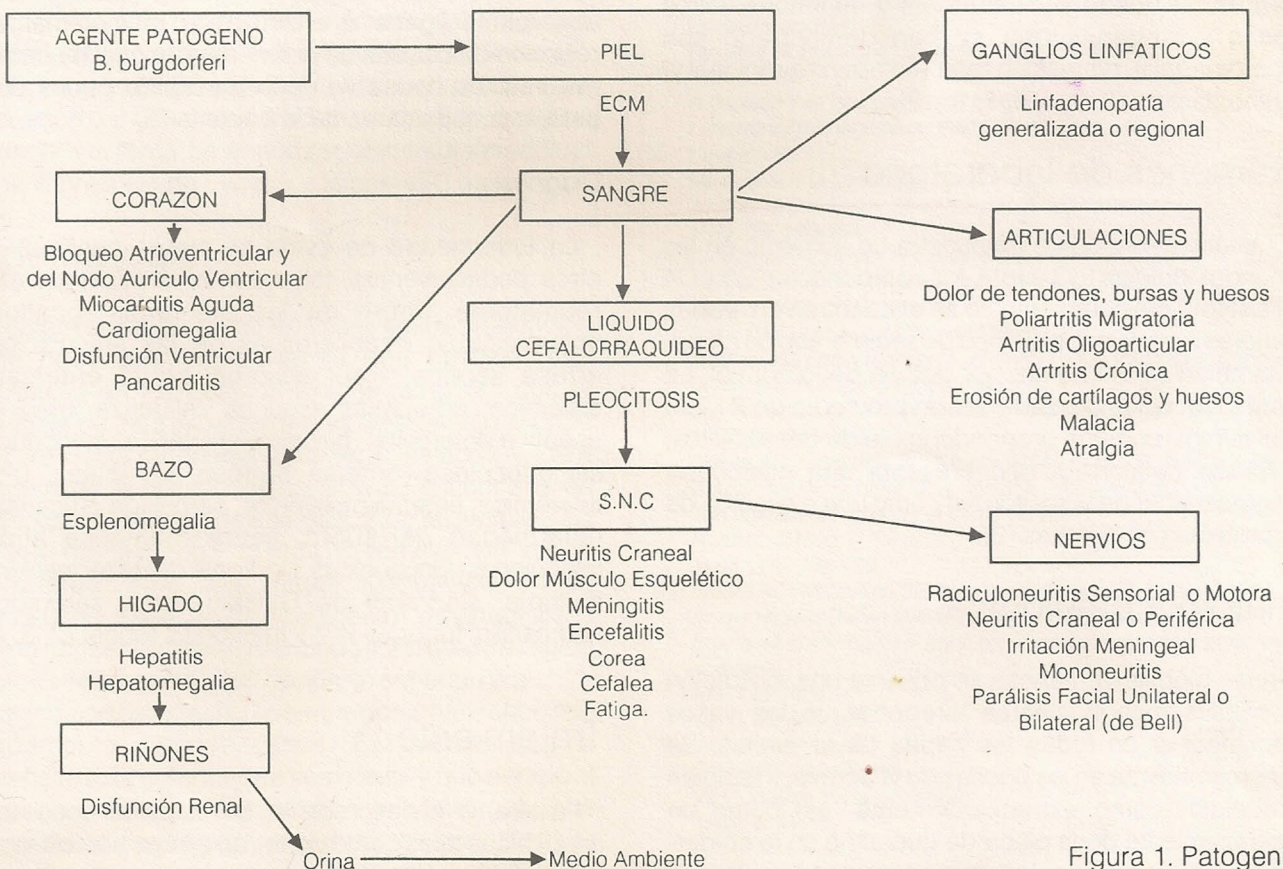 AGENTE PATOGENO
B. burgdorferi
PIEL
GANGLIOS LINFATICOS
ECM
Linfadenopatía
generalizada o regional
CORAZON
SANGRE
ARTICULACIONES
Bloqueo Atrioventricular y
del Nodo Auriculo Ventricular
Miocarditis Aguda
Cardiomegalia
Disfunción Ventricular
Pancarditis
LIQUIDO
CEFALORRAQUIDEO
Dolor de tendones, bursas y huesos
Poliartritis Migratoria
Artritis Oligoarticular
Artritis Crónica
Erosión de cartílagos y huesos
Malacia
Atralgia
PLEOCITOSIS
BAZO
Esplenomegalia
S.N.C
NERVIOS
Neuritis Craneal
Dolor Músculo Esquelético
Meningitis
Encefalitis
Corea
Cefalea
Fatiga.
Radiculoneuritis Sensorial o Motora
Neuritis Craneal o Periférica
Irritación Meningeal
Mononeuritis
Parálisis Facial Unilateral o
Bilateral (de Bell)
HIGADO
Hepatitis
Hepatomegalia
RIÑONES
Disfunción Renal
Orina
Medio Ambiente
Figura 1. Patogen